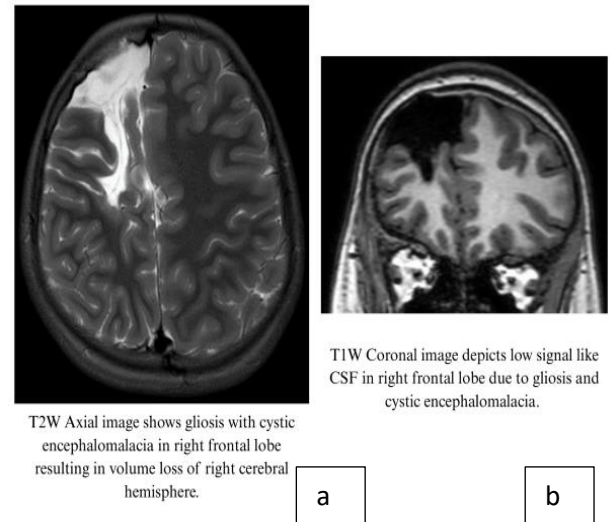 T2W Axial image shows gliosis with cystic
encephalomalacia in right frontal lobe
resulting in volume loss of right cerebral
hemisphere.
a
T1W Coronal image depicts low signal like
CSF in right frontal lobe due to gliosis and
cystic encephalomalacia.
b